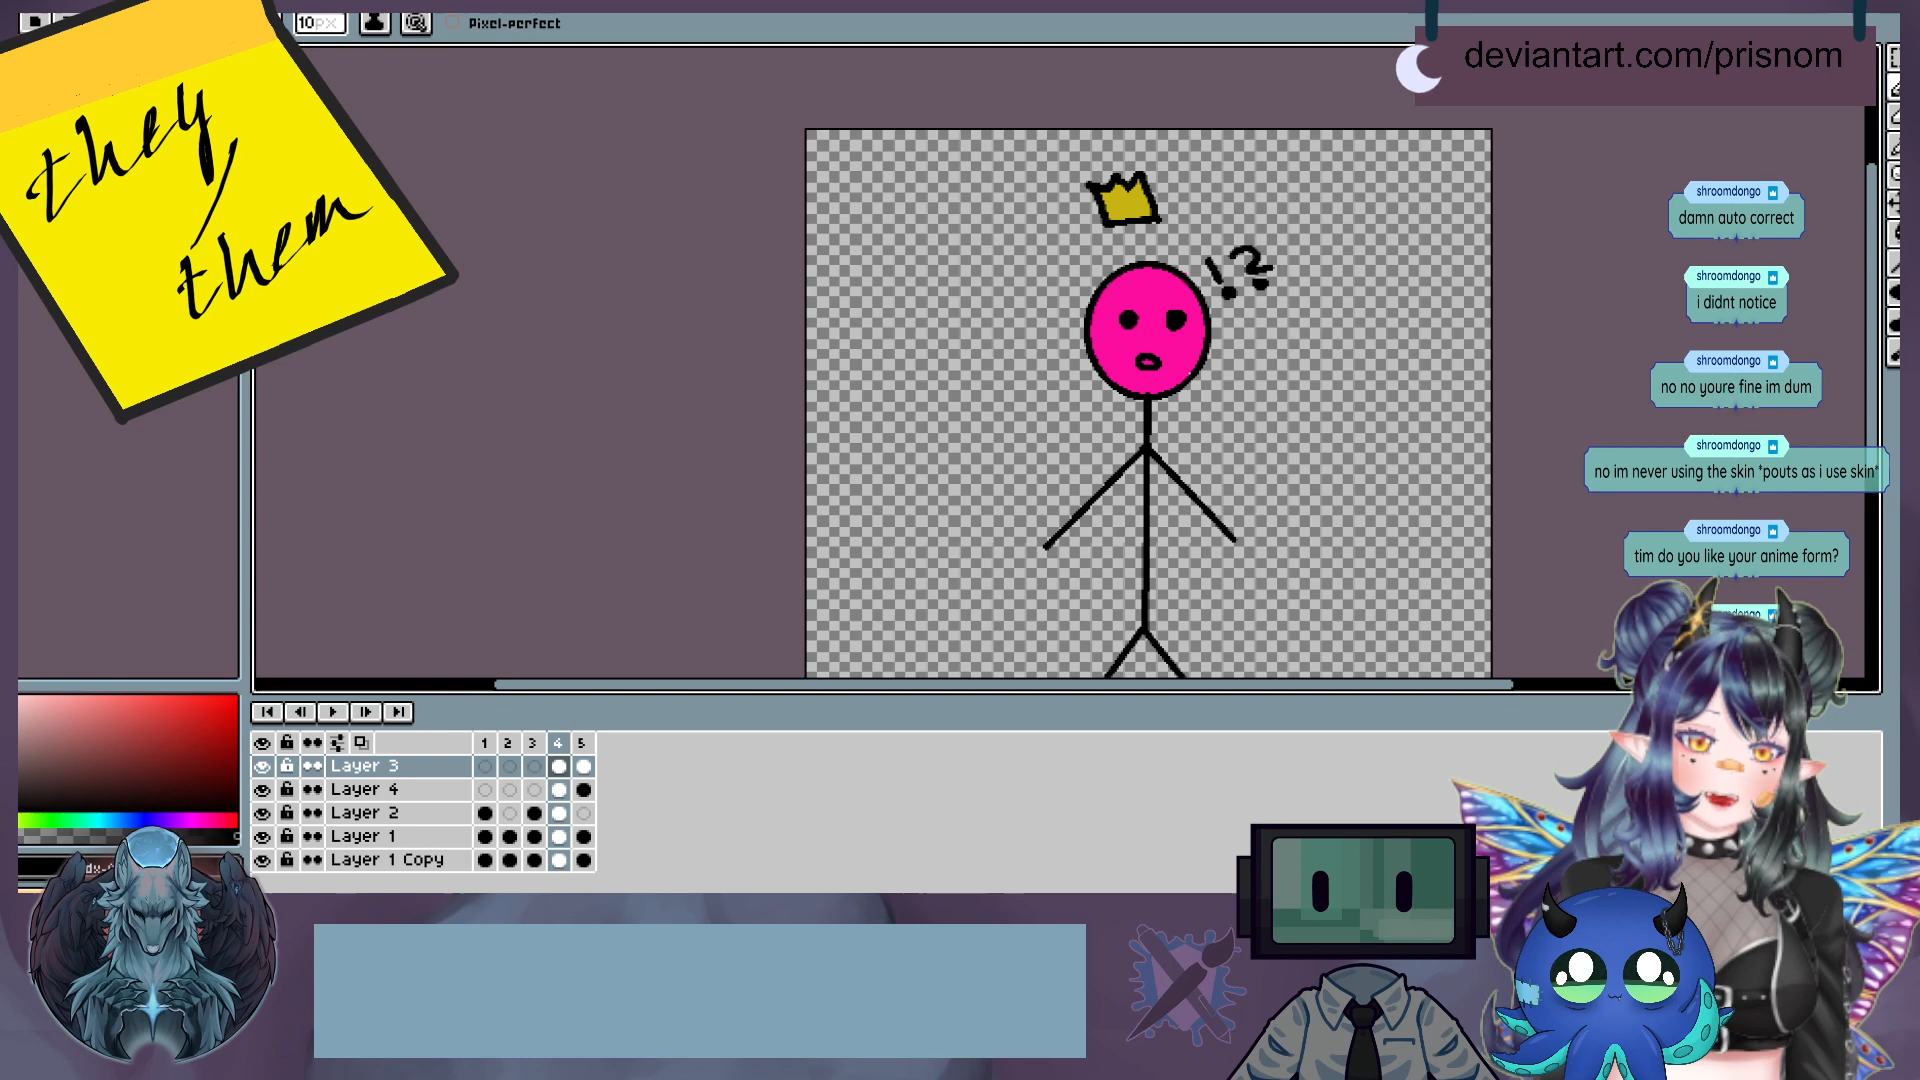 10px
Pixel-perfect
deviantart.com/prisnom
they
/
them
!?
shroomdongo
damn auto correct
shroomdongo
i didnt notice
shroomdongo
no no youre fine im dum
shroomdongo
no im never using the skin *pouts as i use skin*
shroomdongo
tim do you like your anime form?
1 2 3 4 5
Layer 3
Layer 4
Layer 2
Layer 1
Layer 1 Copy